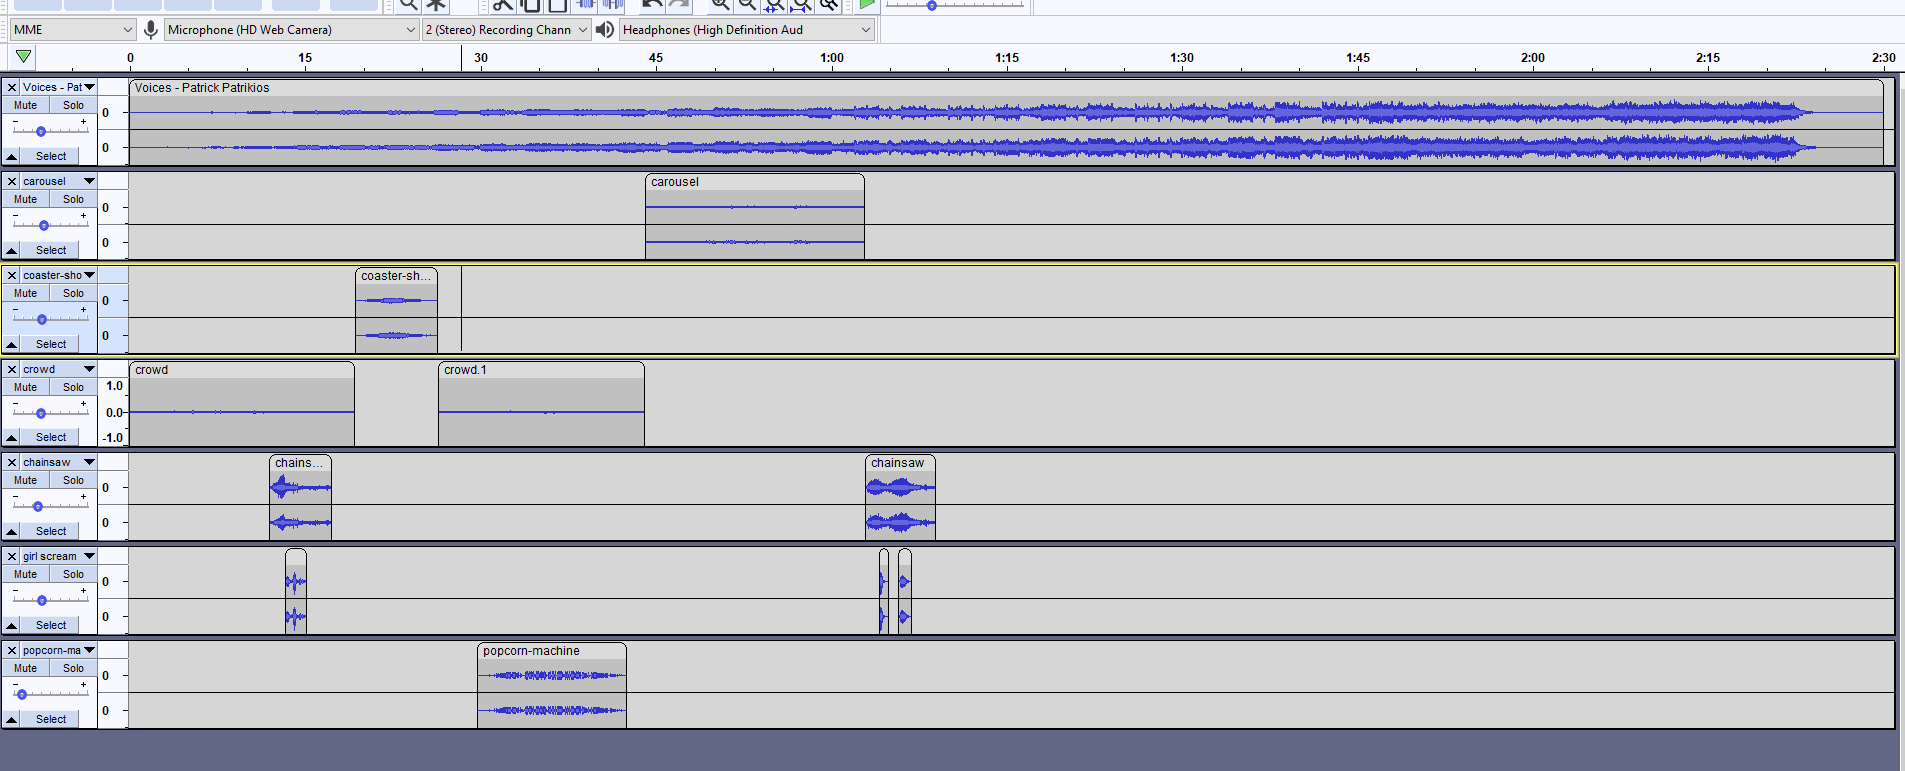 MME Microphone (HD Web Camera) 2 (Stereo) Recording Chann Headphones (High Definition Aud
0 15 30 45 1:00 1:15 1:30 1:45 2:00 2:15 2:30
Voices - Pat Voices - Patrick Patrikios
Mute Solo
- +
0
0
Select
carousel carousel
Mute Solo
- +
0
0
Select
coaster-sho coaster-sh...
Mute Solo
- +
0
0
Select
crowd crowd crowd.1
Mute Solo 1.0
- +
0.0
Select -1.0
chainsaw chains... chainsaw
Mute Solo
- +
0
0
Select
girl scream
Mute Solo
- +
0
0
Select
popcorn-ma popcorn-machine
Mute Solo
- +
0
0
Select